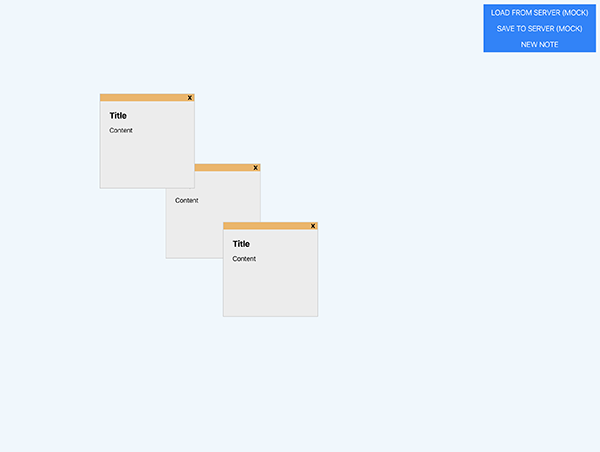 LOAD FROM SERVER (MOCK)
SAVE TO SERVER (MOCK)
NEW NOTE
X
Title
Content
X
Content
X
Title
Content